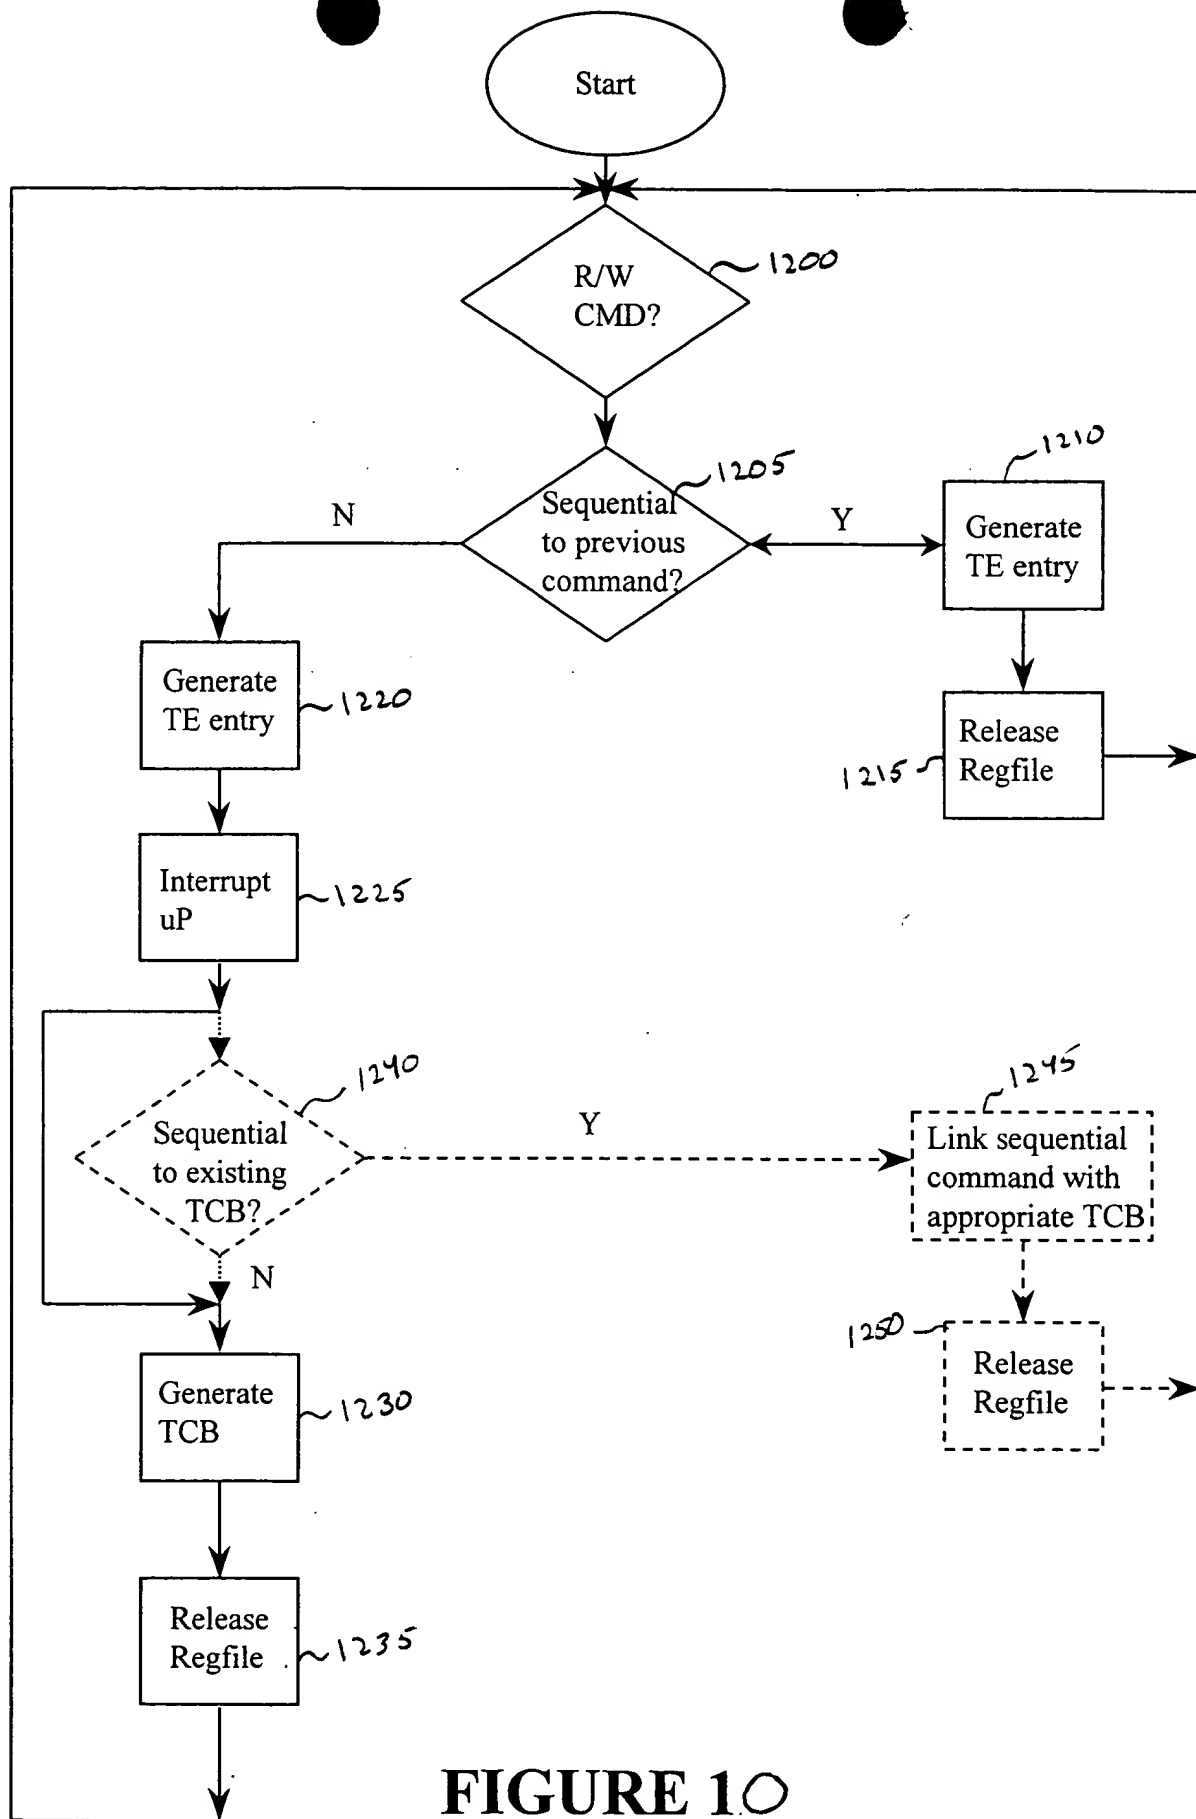 Start
R/W
CMD?
1200
Sequential
to previous
command?
1205
N
Y
1210
Generate
TE entry
Generate
TE entry
1220
Release
Regfile
1215
Interrupt
uP
1225
Sequential
to existing
TCB?
1240
Y
N
1245
Link sequential
command with
appropriate TCB
1250
Release
Regfile
Generate
TCB
1230
Release
Regfile
1235
FIGURE 10